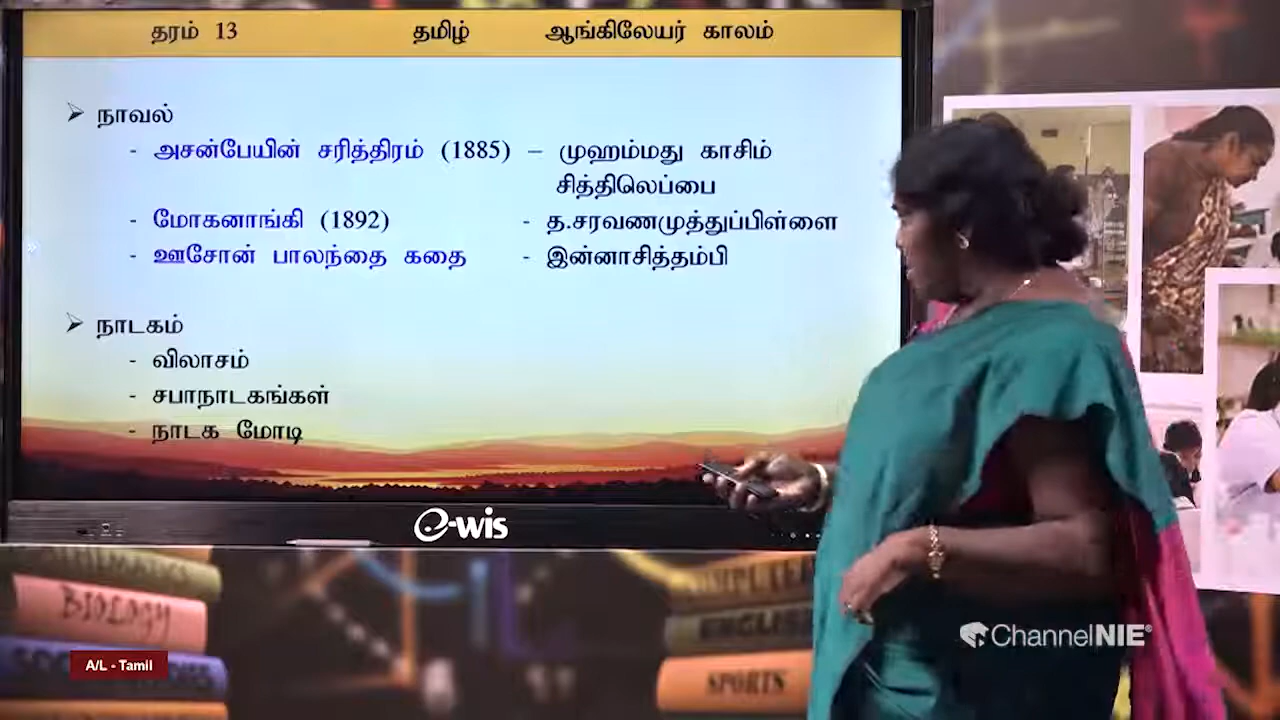 தரம் 13 தமிழ் ஆங்கிலேயர் காலம்
➢ நாவல்
- அசன்பேயின் சரித்திரம் (1885) – முஹம்மது காசிம்
சித்திலெப்பை
- மோகனாங்கி (1892) - த.சரவணமுத்துப்பிள்ளை
- ஊசோன் பாலந்தை கதை - இன்னாசித்தம்பி
➢ நாடகம்
- விலாசம்
- சபாநாடகங்கள்
- நாடக மோடி
e-wis
BIOLOGY
ENGLISH
SPORTS
ChannelNIE®
A/L - Tamil